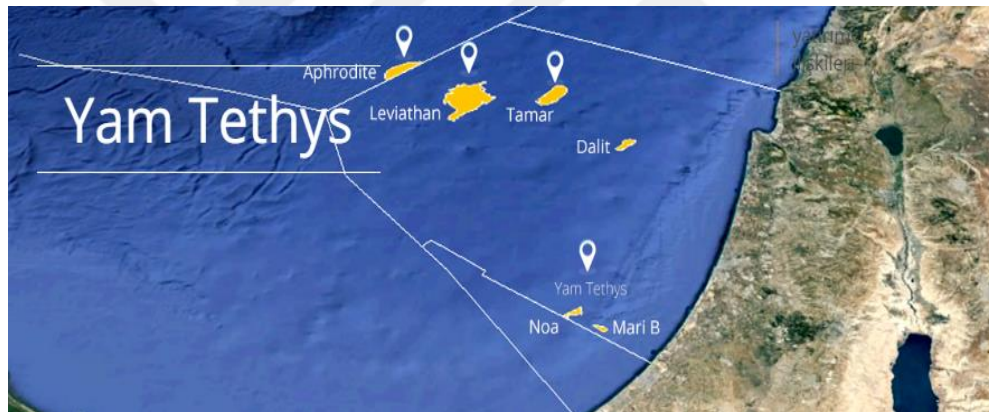 Yam Tethys
Aphrodite
Leviathan
Tamar
Dalit
Yam Tethys
Noa
Mari B